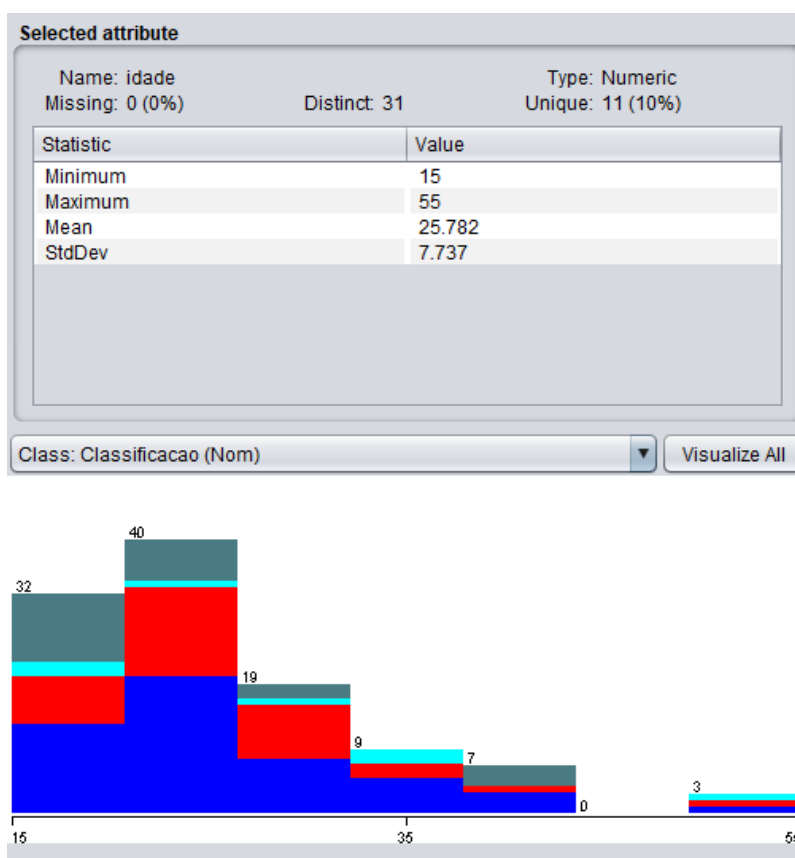 Selected attribute
Name: idade Type: Numeric
Missing: 0 (0%) Distinct: 31 Unique: 11 (10%)
Statistic Value
Minimum 15
Maximum 55
Mean 25.782
StdDev 7.737
Class: Classificacao (Nom) Visualize All
40
32
19
9
7
0
3
15 35